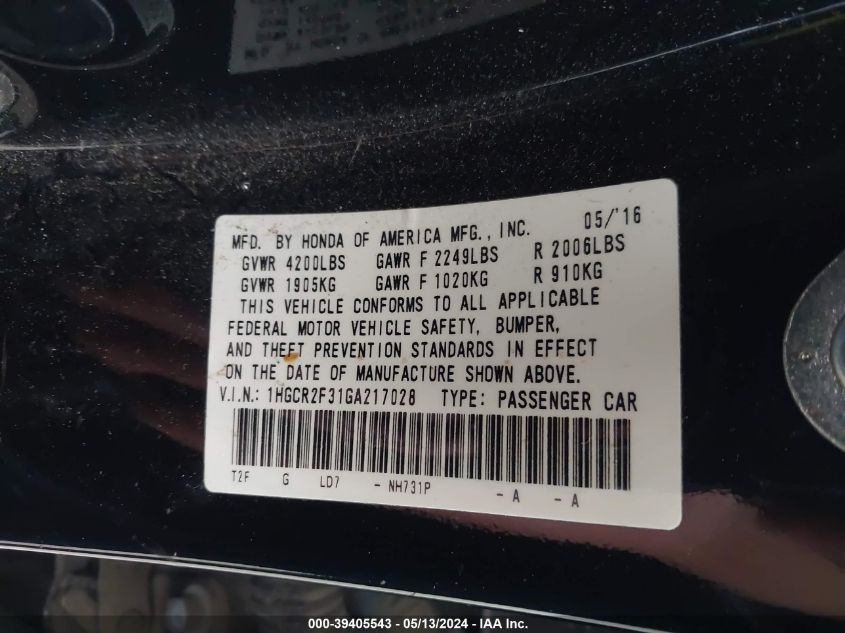 MFD. BY HONDA OF AMERICA MFG., INC. 05/'16
GVWR 4200LBS GAWR F 2249LBS R 2006LBS
GVWR 1905KG GAWR F 1020KG R 910KG
THIS VEHICLE CONFORMS TO ALL APPLICABLE
FEDERAL MOTOR VEHICLE SAFETY, BUMPER,
AND THEFT PREVENTION STANDARDS IN EFFECT
ON THE DATE OF MANUFACTURE SHOWN ABOVE.
V.I.N.: 1HGCR2F31GA217028 TYPE: PASSENGER CAR
T2F G LD7 - NH731P - A - A
000-39405543 - 05/13/2024 - IAA Inc.